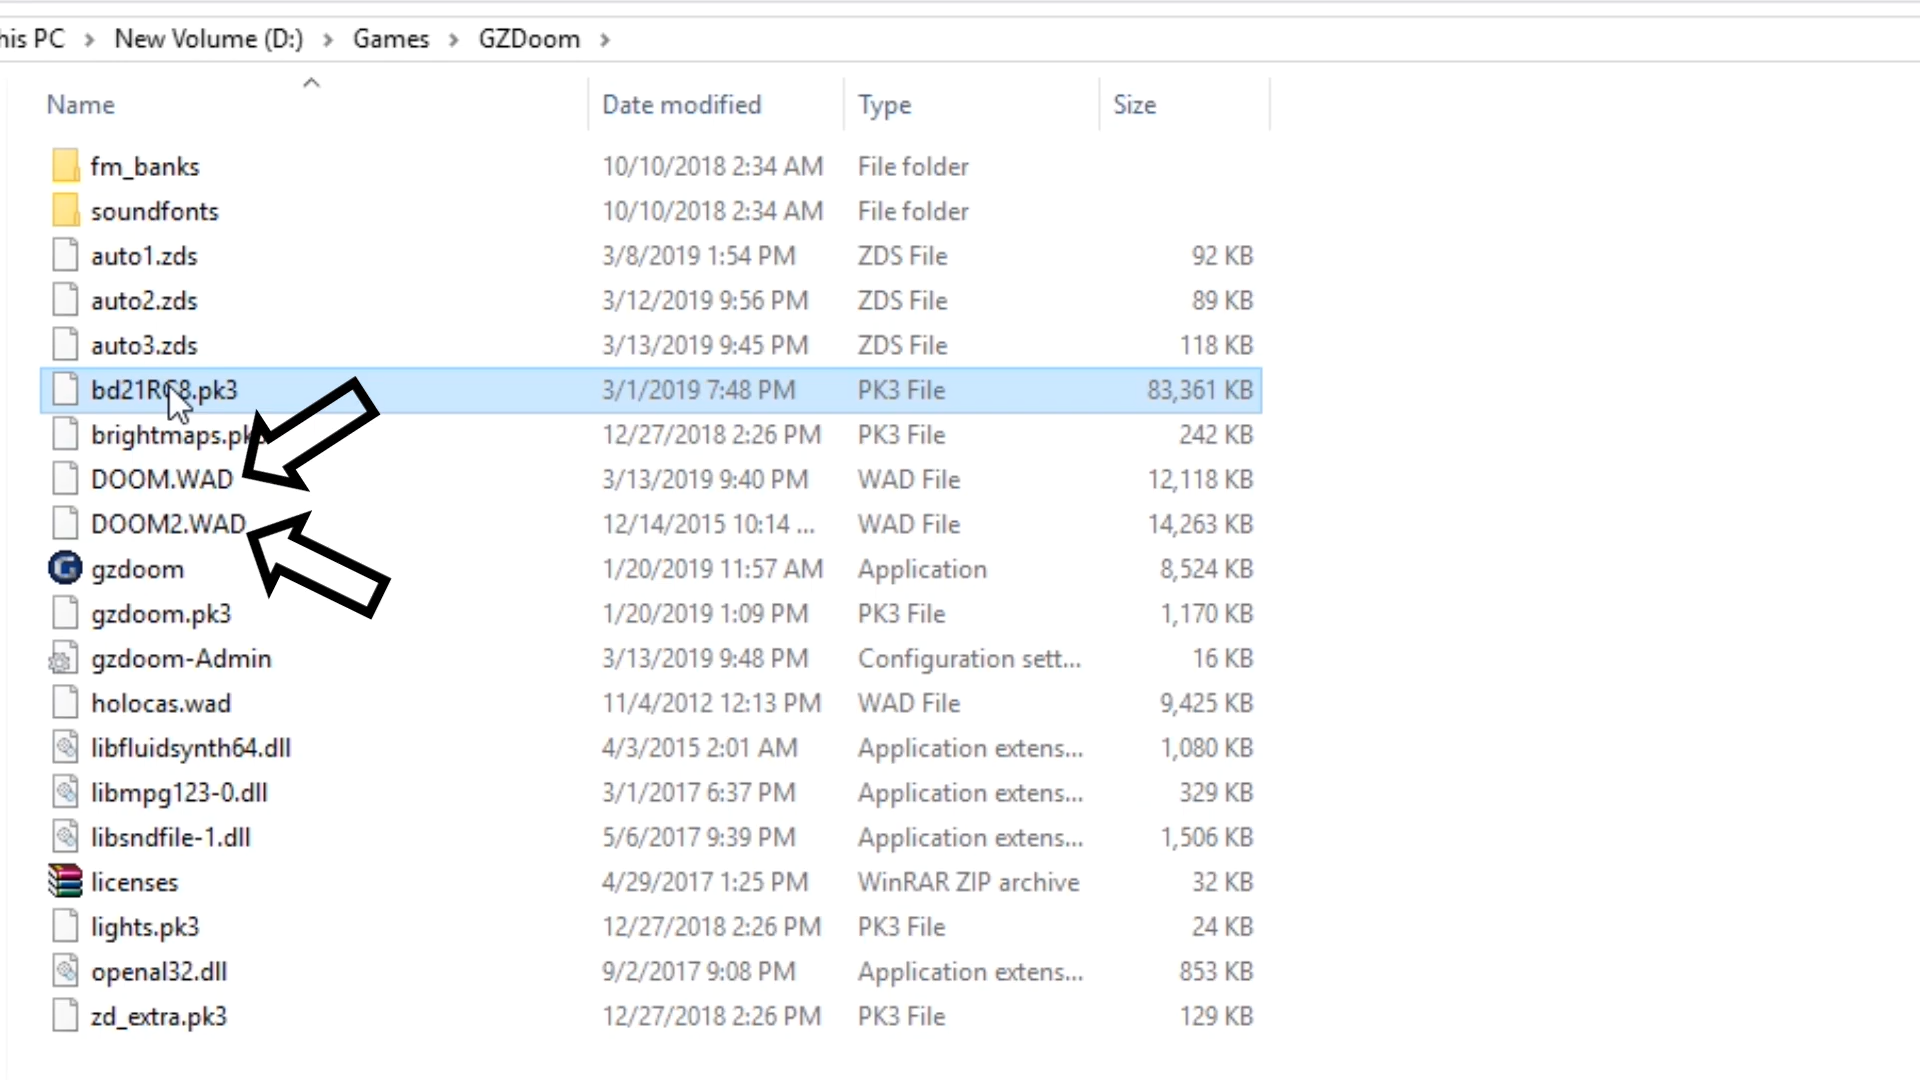 his PC > New Volume (D:) > Games > GZDoom >
Name Date modified Type Size
fm_banks 10/10/2018 2:34 AM File folder
soundfonts 10/10/2018 2:34 AM File folder
auto1.zds 3/8/2019 1:54 PM ZDS File 92 KB
auto2.zds 3/12/2019 9:56 PM ZDS File 89 KB
auto3.zds 3/13/2019 9:45 PM ZDS File 118 KB
bd21RC8.pk3 3/1/2019 7:48 PM PK3 File 83,361 KB
brightmaps.pk3 12/27/2018 2:26 PM PK3 File 242 KB
DOOM.WAD 3/13/2019 9:40 PM WAD File 12,118 KB
DOOM2.WAD 12/14/2015 10:14 ... WAD File 14,263 KB
gzdoom 1/20/2019 11:57 AM Application 8,524 KB
gzdoom.pk3 1/20/2019 1:09 PM PK3 File 1,170 KB
gzdoom-Admin 3/13/2019 9:48 PM Configuration sett... 16 KB
holocas.wad 11/4/2012 12:13 PM WAD File 9,425 KB
libfluidsynth64.dll 4/3/2015 2:01 AM Application extens... 1,080 KB
libmpg123-0.dll 3/1/2017 6:37 PM Application extens... 329 KB
libsndfile-1.dll 5/6/2017 9:39 PM Application extens... 1,506 KB
licenses 4/29/2017 1:25 PM WinRAR ZIP archive 32 KB
lights.pk3 12/27/2018 2:26 PM PK3 File 24 KB
openal32.dll 9/2/2017 9:08 PM Application extens... 853 KB
zd_extra.pk3 12/27/2018 2:26 PM PK3 File 129 KB